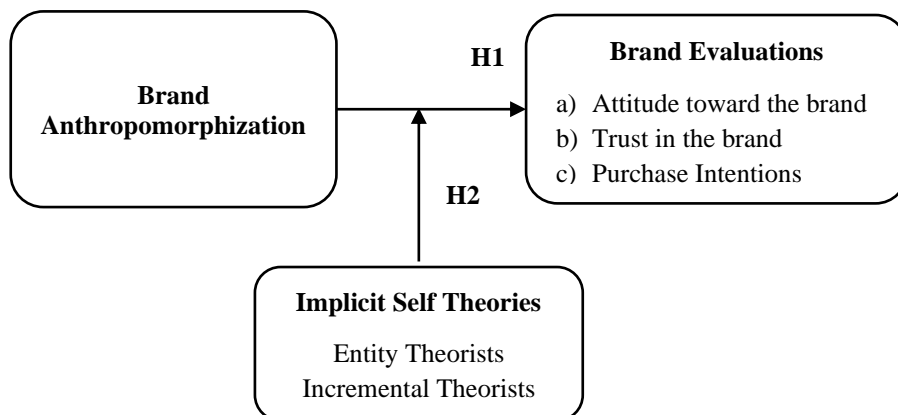 H1
Brand
Anthropomorphization
Brand Evaluations
a) Attitude toward the brand
b) Trust in the brand
c) Purchase Intentions
H2
Implicit Self Theories
Entity Theorists
Incremental Theorists